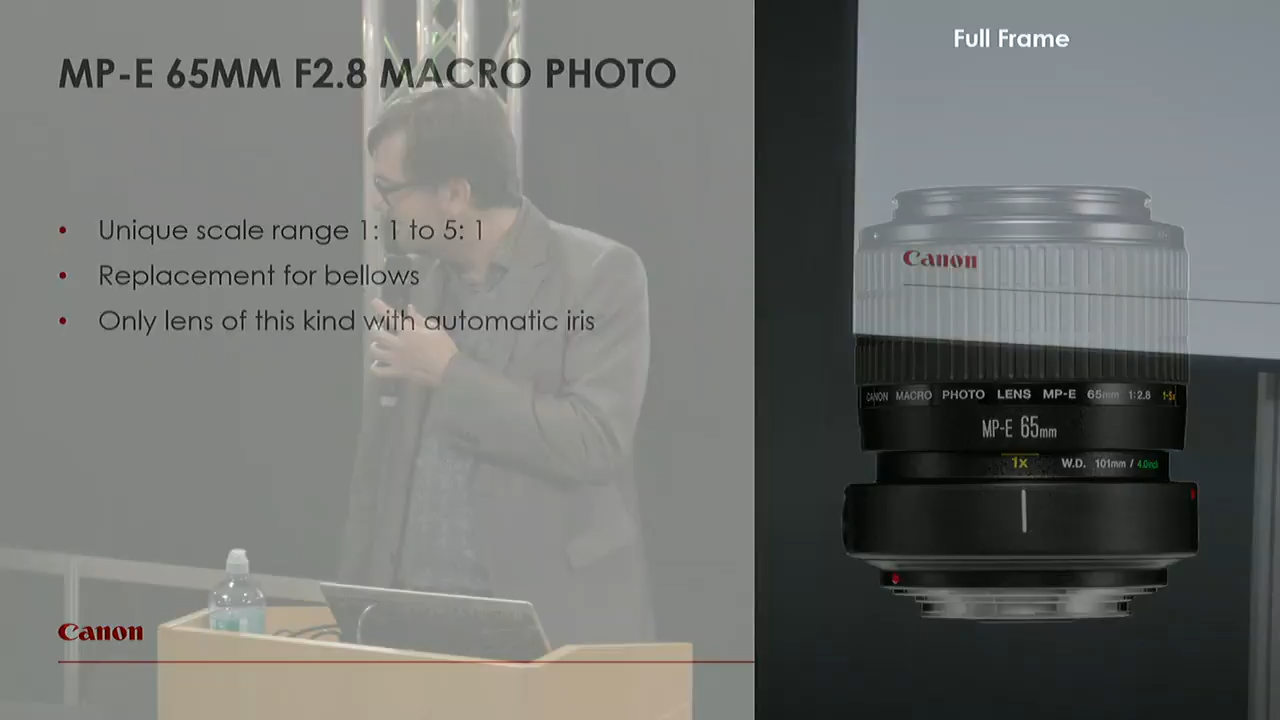 Full Frame
MP-E 65MM F2.8 MACRO PHOTO
• Unique scale range 1:1 to 5:1
• Replacement for bellows
• Only lens of this kind with automatic iris
Canon
Canon
CANON MACRO PHOTO LENS MP-E 65mm 1:2.8 1-5x
MP-E 65mm
1x W.D. 101mm / 4.0inch